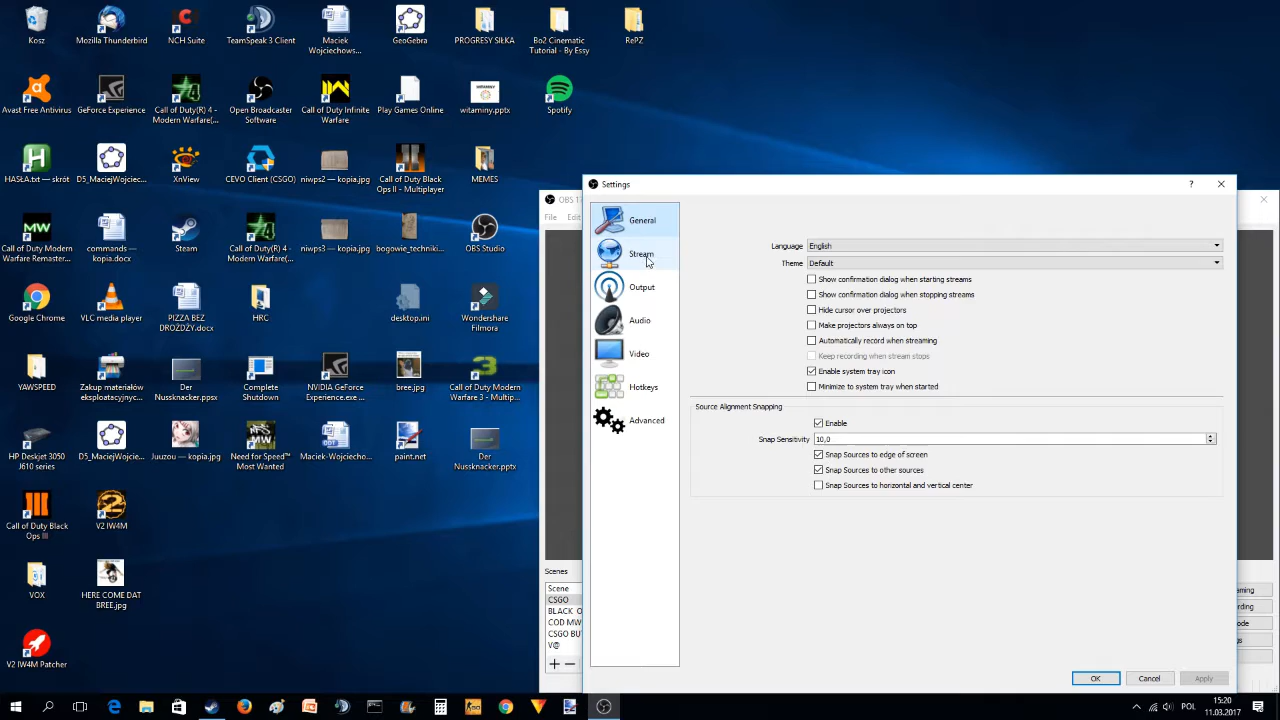 Kosz
Mozilla Thunderbird
NCH Suite
TeamSpeak 3 Client
Maciek
Wojciechows...
GeoGebra
PROGRESY SIŁKA
Bo2 Cinematic
Tutorial - By Essy
RePZ
Avast Free Antivirus
GeForce Experience
Call of Duty(R) 4 -
Modern Warfare(...
Open Broadcaster
Software
Call of Duty Infinite
Warfare
Play Games Online
witaminy.pptx
Spotify
HASŁA.txt — skrót
D5_MaciejWojciec...
XnView
CEVO Client (CSGO)
niwps2 — kopia.jpg
Call of Duty Black
Ops II - Multiplayer
MEMES
Call of Duty Modern
Warfare Remaster...
commands —
kopia.docx
Steam
Call of Duty(R) 4 -
Modern Warfare(...
niwps3 — kopia.jpg
bogowie_techniki...
OBS Studio
Google Chrome
VLC media player
PIZZA BEZ
DROŻDŻY.docx
HRC
desktop.ini
Wondershare
Filmora
YAWSPEED
Zakup materiałów
eksploatacyjnyc...
Der
Nussknacker.ppsx
Complete
Shutdown
NVIDIA GeForce
Experience.exe ...
bree.jpg
Call of Duty Modern
Warfare 3 - Multip...
HP Deskjet 3050
J610 series
D5_MaciejWojciec...
Juuzou — kopia.jpg
Need for Speed™
Most Wanted
Maciek-Wojciecho...
paint.net
Der
Nussknacker.pptx
Call of Duty Black
Ops III
V2 IW4M
VOX
HERE COME DAT
BREE.jpg
V2 IW4M Patcher
OBS 17
File Edit
Scenes
Scene
CSGO
BLACK O
COD MW
CSGO BU
V@
Settings
General
Stream
Output
Audio
Video
Hotkeys
Advanced
Language English
Theme Default
Show confirmation dialog when starting streams
Show confirmation dialog when stopping streams
Hide cursor over projectors
Make projectors always on top
Automatically record when streaming
Keep recording when stream stops
Enable system tray icon
Minimize to system tray when started
Source Alignment Snapping
Enable
Snap Sensitivity 10,0
Snap Sources to edge of screen
Snap Sources to other sources
Snap Sources to horizontal and vertical center
OK Cancel Apply
POL
15:20
11.03.2017